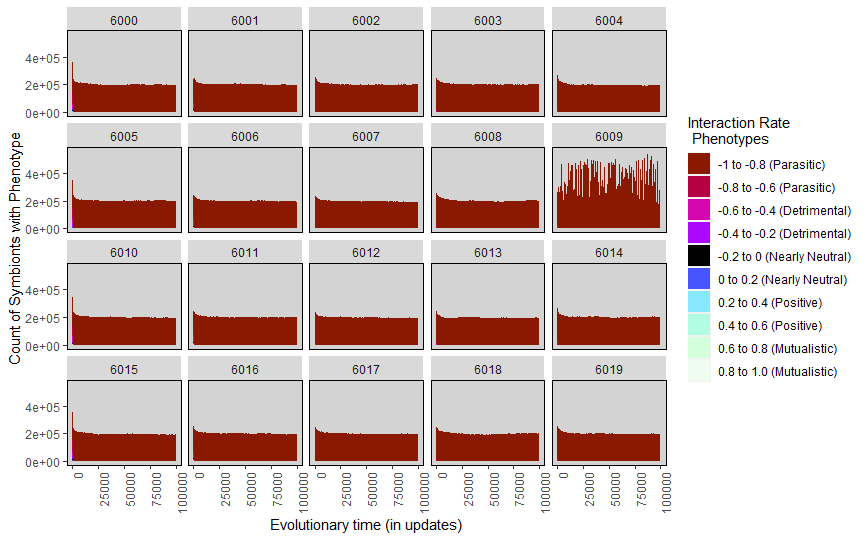 6000 6001 6002 6003 6004
4e+05
2e+05
0e+00
6005 6006 6007 6008 6009
4e+05
2e+05
0e+00
6010 6011 6012 6013 6014
4e+05
2e+05
0e+00
6015 6016 6017 6018 6019
4e+05
2e+05
0e+00
0 25000 50000 75000 100000 0 25000 50000 75000 100000 0 25000 50000 75000 100000 0 25000 50000 75000 100000 0 25000 50000 75000 100000
Evolutionary time (in updates)
Count of Symbionts with Phenotype
Interaction Rate
Phenotypes
-1 to -0.8 (Parasitic)
-0.8 to -0.6 (Parasitic)
-0.6 to -0.4 (Detrimental)
-0.4 to -0.2 (Detrimental)
-0.2 to 0 (Nearly Neutral)
0 to 0.2 (Nearly Neutral)
0.2 to 0.4 (Positive)
0.4 to 0.6 (Positive)
0.6 to 0.8 (Mutualistic)
0.8 to 1.0 (Mutualistic)